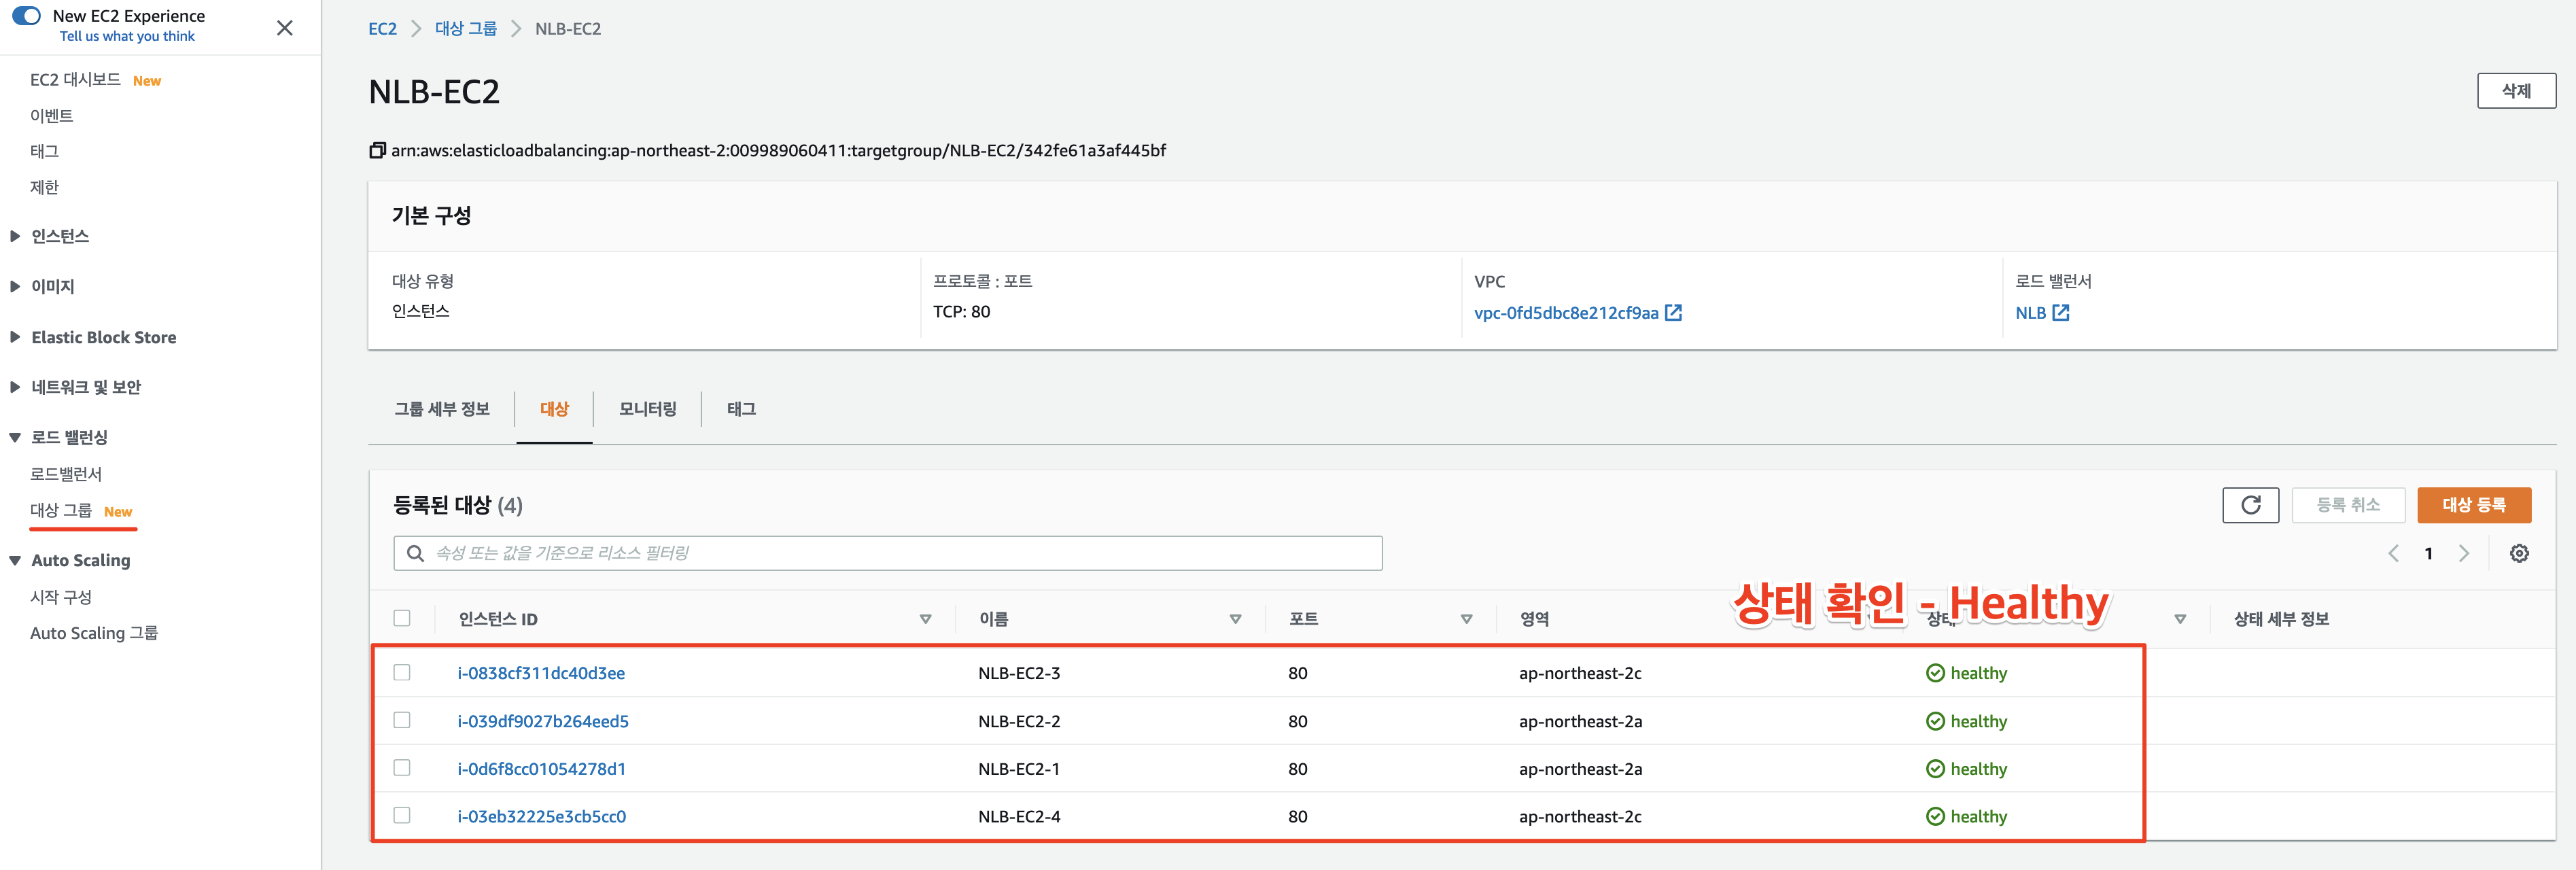 New EC2 Experience
Tell us what you think
EC2 대시보드 New
이벤트
태그
제한
인스턴스
이미지
Elastic Block Store
네트워크 및 보안
로드 밸런싱
로드밸런서
대상 그룹 New
Auto Scaling
시작 구성
Auto Scaling 그룹
EC2 > 대상 그룹 > NLB-EC2
NLB-EC2
삭제
arn:aws:elasticloadbalancing:ap-northeast-2:009989060411:targetgroup/NLB-EC2/342fe61a3af445bf
기본 구성
대상 유형
인스턴스
프로토콜 : 포트
TCP: 80
VPC
vpc-0fd5dbc8e212cf9aa
로드 밸런서
NLB
그룹 세부 정보 대상 모니터링 태그
등록된 대상 (4)
등록 취소 대상 등록
속성 또는 값을 기준으로 리소스 필터링
1
상태 확인 - Healthy
인스턴스 ID 이름 포트 영역 상태 상태 세부 정보
i-0838cf311dc40d3ee NLB-EC2-3 80 ap-northeast-2c healthy
i-039df9027b264eed5 NLB-EC2-2 80 ap-northeast-2a healthy
i-0d6f8cc01054278d1 NLB-EC2-1 80 ap-northeast-2a healthy
i-03eb32225e3cb5cc0 NLB-EC2-4 80 ap-northeast-2c healthy